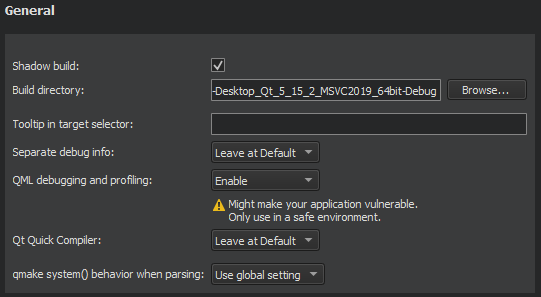 General
Shadow build:
Build directory: -Desktop_Qt_5_15_2_MSVC2019_64bit-Debug Browse...
Tooltip in target selector:
Separate debug info: Leave at Default
QML debugging and profiling: Enable
Might make your application vulnerable.
Only use in a safe environment.
Qt Quick Compiler: Leave at Default
qmake system() behavior when parsing: Use global setting